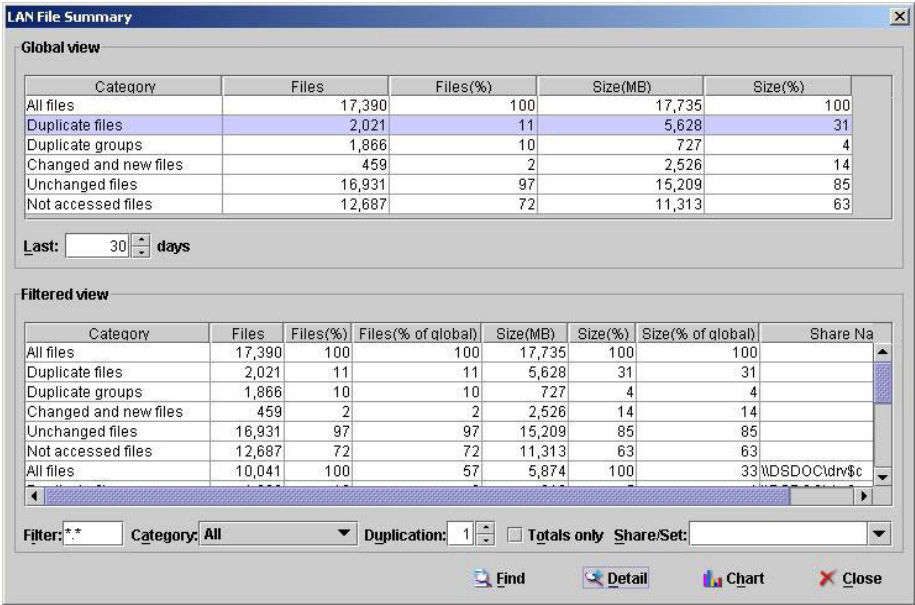 LAN File Summary
Global view
Category Files Files(%) Size(MB) Size(%)
All files 17,390 100 17,735 100
Duplicate files 2,021 11 5,628 31
Duplicate groups 1,866 10 727 4
Changed and new files 459 2 2,526 14
Unchanged files 16,931 97 15,209 85
Not accessed files 12,687 72 11,313 63
Last: 30 days
Filtered view
Category Files Files(%) Files(% of global) Size(MB) Size(%) Size(% of global) Share Na
All files 17,390 100 100 17,735 100 100
Duplicate files 2,021 11 11 5,628 31 31
Duplicate groups 1,866 10 10 727 4 4
Changed and new files 459 2 2 2,526 14 14
Unchanged files 16,931 97 97 15,209 85 85
Not accessed files 12,687 72 72 11,313 63 63
All files 10,041 100 57 5,874 100 33 \\DSDOC\drv$c
Filter: *.* Category: All Duplication: 1 Totals only Share/Set:
Find Detail Chart Close